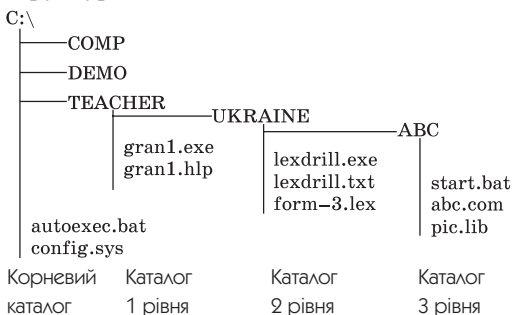 C:\
COMP
DEMO
TEACHER
UKRAINE
ABC
gran1.exe
gran1.hlp
lexdrill.exe
lexdrill.txt
form–3.lex
start.bat
abc.com
pic.lib
autoexec.bat
config.sys
Корневий каталог
Каталог 1 рівня
Каталог 2 рівня
Каталог 3 рівня